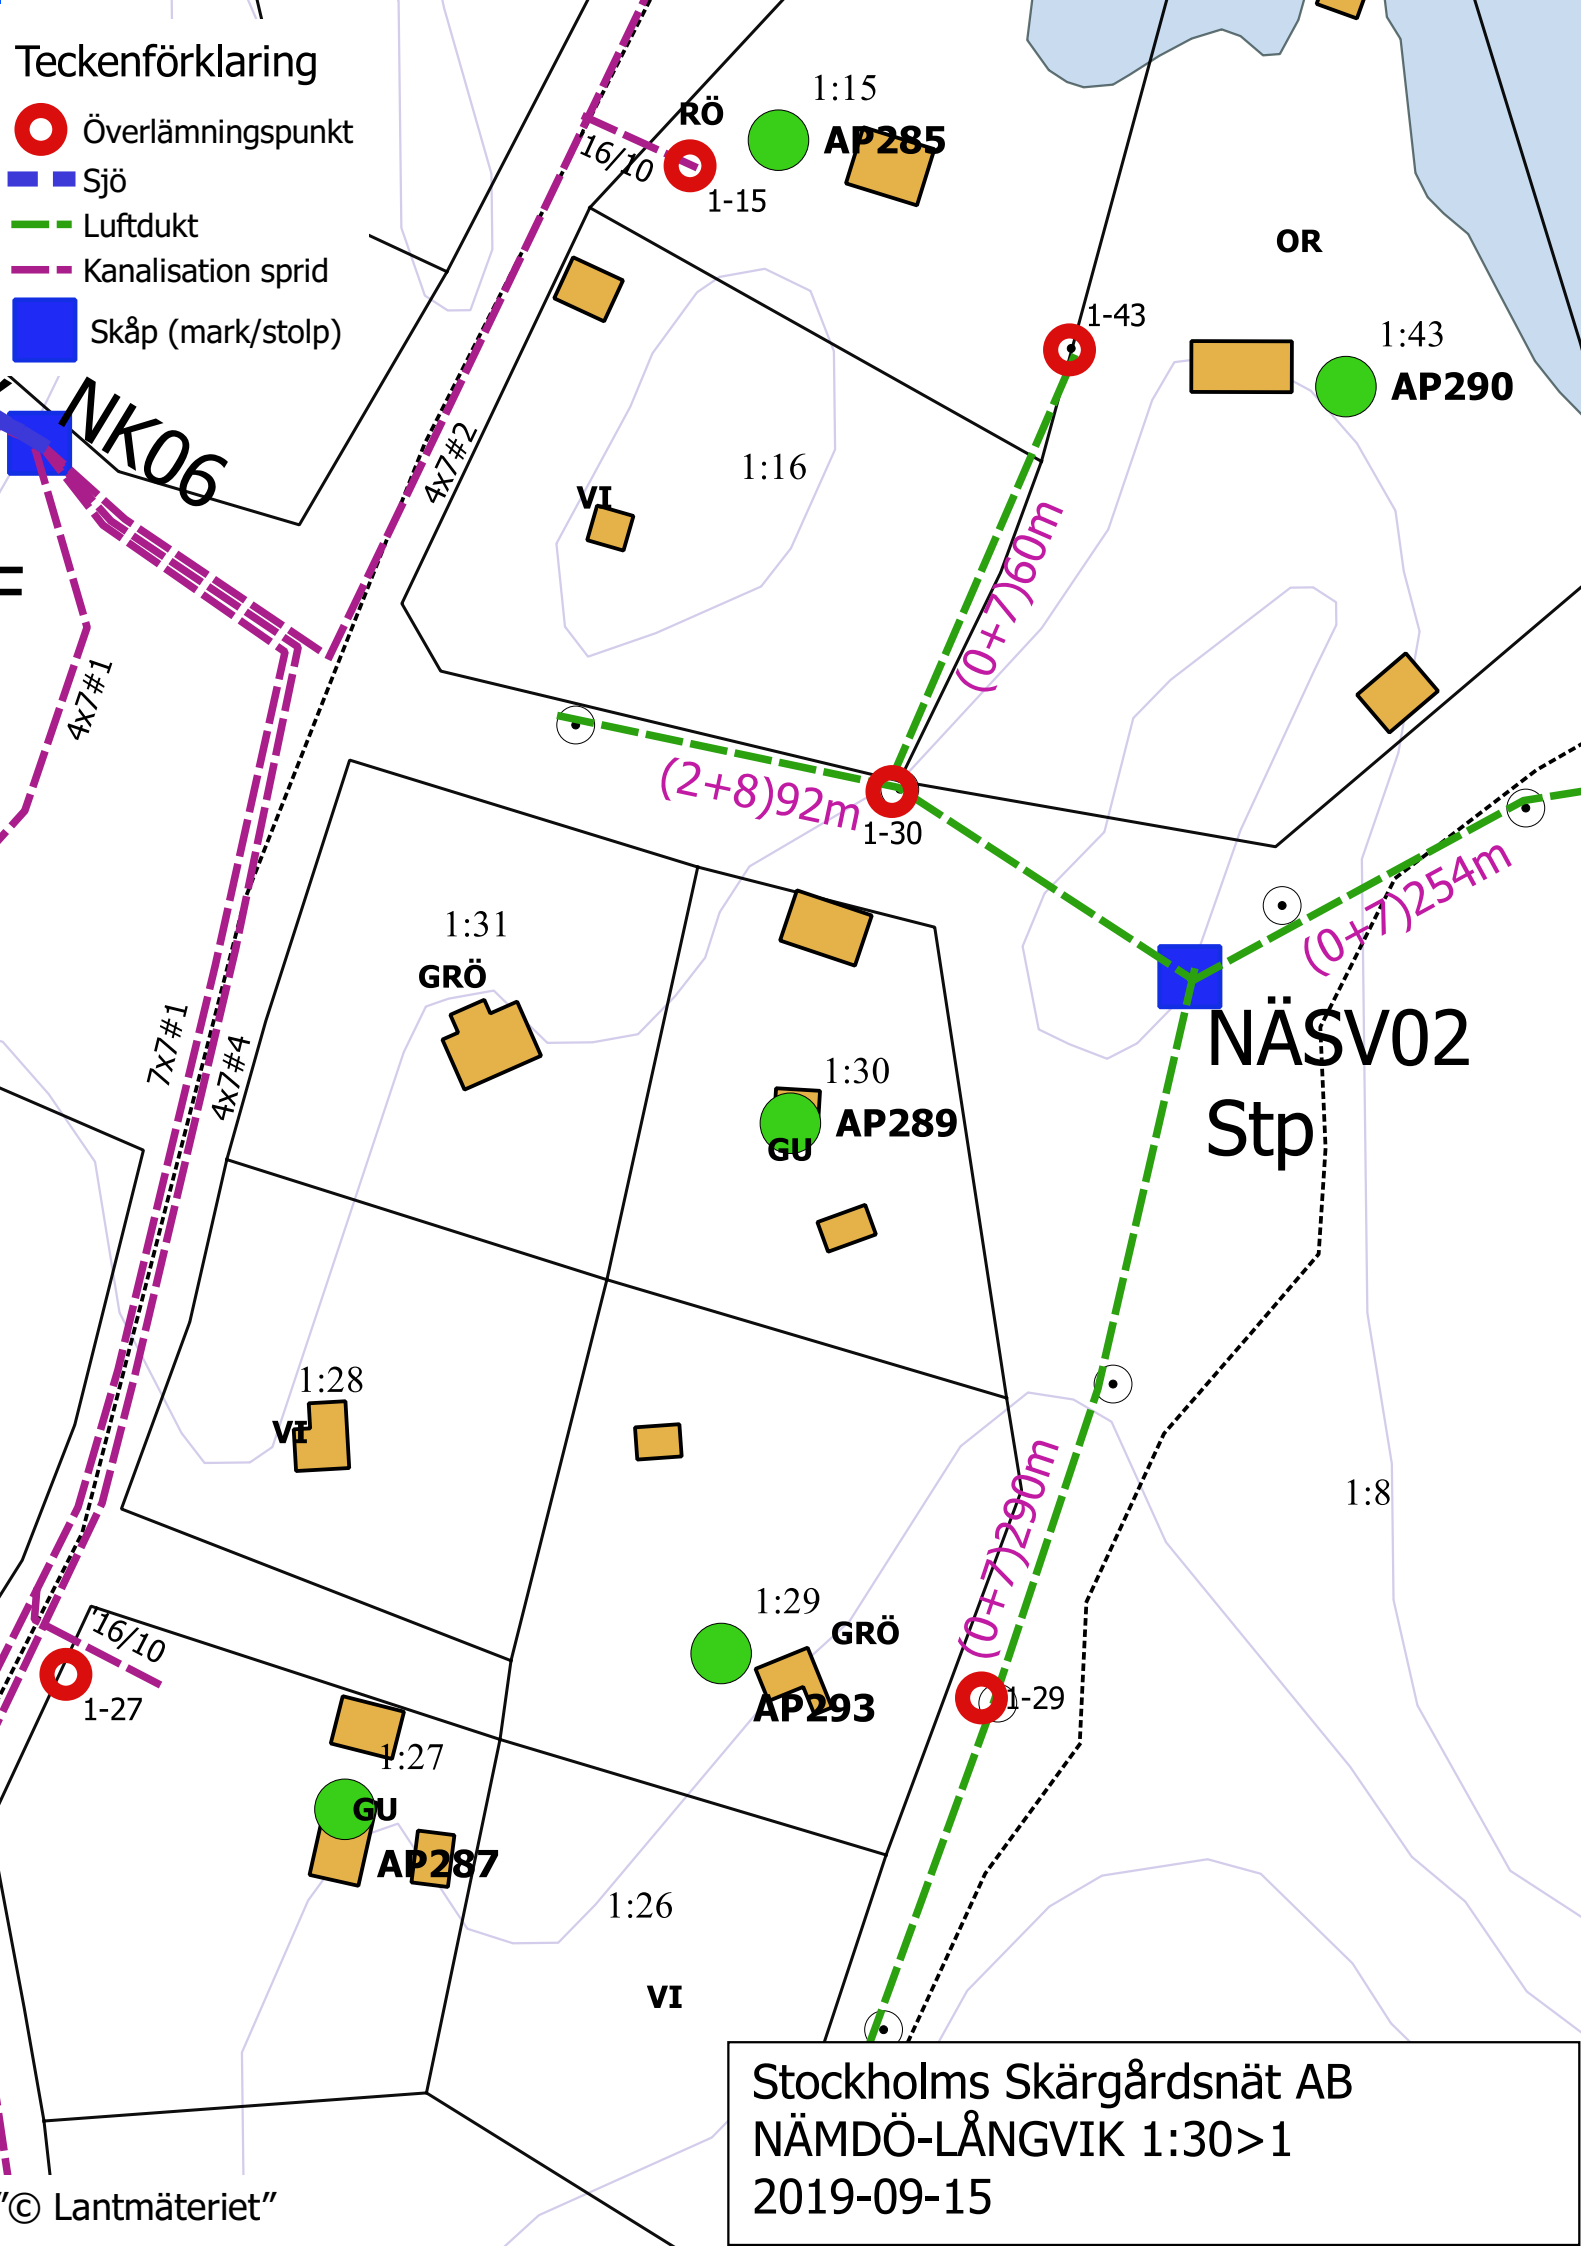 Teckenförklaring
Överlämningspunkt
Sjö
Luftdukt
Kanalisation sprid
Skåp (mark/stolp)
1:15
RÖ
AP285
16/10
1-15
OR
1-43
1:43
AP290
NK06
4x7#2
1:16
VI
(0+7)60m
4x7#1
(2+8)92m
1-30
(0+7)254m
1:31
GRÖ
NÄSV02
Stp
7x7#1
4x7#4
1:30
AP289
GU
1:28
VI
1:8
(0+7)290m
1:29
GRÖ
AP293
1-29
16/10
1-27
1:27
GU
AP287
1:26
VI
Stockholms Skärgårdsnät AB
NÄMDÖ-LÅNGVIK 1:30>1
2019-09-15
"© Lantmäteriet"